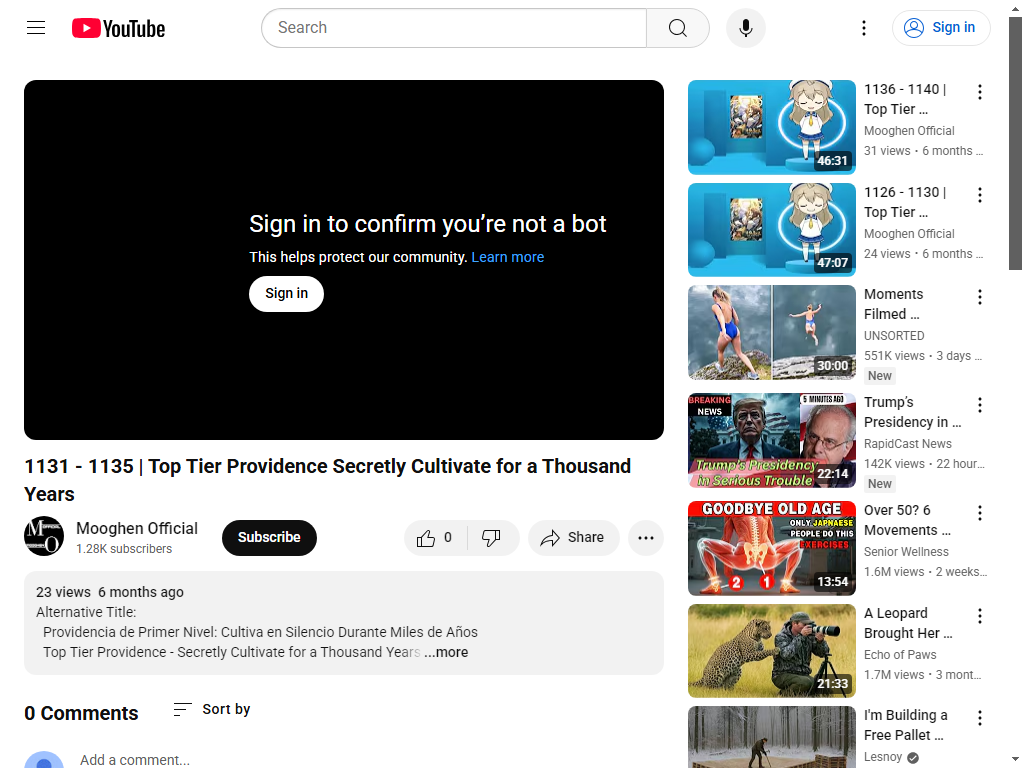 YouTube
Search
Sign in
Sign in to confirm you’re not a bot
This helps protect our community. Learn more
Sign in
1131 - 1135 | Top Tier Providence Secretly Cultivate for a Thousand
Years
Mooghen Official
1.28K subscribers
Subscribe
0
Share
23 views 6 months ago
Alternative Title:
Providencia de Primer Nivel: Cultiva en Silencio Durante Miles de Años
Top Tier Providence - Secretly Cultivate for a Thousand Years ...more
0 Comments
Sort by
Add a comment...
46:31
1136 - 1140 |
Top Tier ...
Mooghen Official
31 views • 6 months ...
47:07
1126 - 1130 |
Top Tier ...
Mooghen Official
24 views • 6 months ...
30:00
Moments
Filmed ...
UNSORTED
551K views • 3 days ...
New
BREAKING
NEWS
5 MINUTES AGO
Trump's Presidency
in Serious Trouble
22:14
Trump’s
Presidency in ...
RapidCast News
142K views • 22 hour...
New
GOODBYE OLD AGE
ONLY JAPNAESE
PEOPLE DO THIS
EXERCISES
2
1
13:54
Over 50? 6
Movements ...
Senior Wellness
1.6M views • 2 weeks...
21:33
A Leopard
Brought Her ...
Echo of Paws
1.7M views • 3 mont...
I'm Building a
Free Pallet ...
Lesnoy